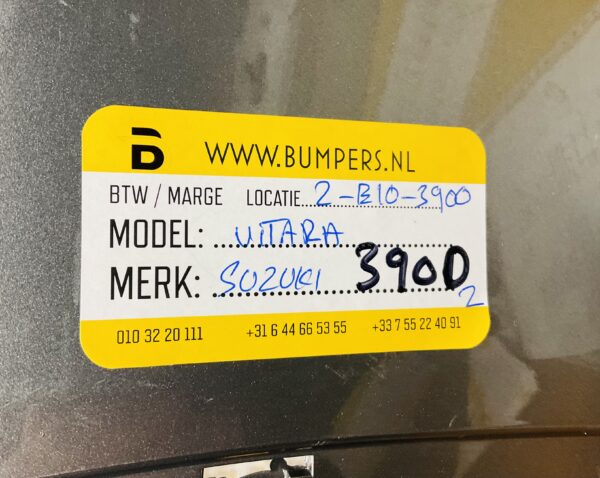 B WWW.BUMPERS.NL
BTW / MARGE LOCATIE 2-B10-3900
MODEL: VITARA
MERK: SUZUKI 390D
2
010 32 20 111 +31 6 44 66 53 55 +33 7 55 22 40 91